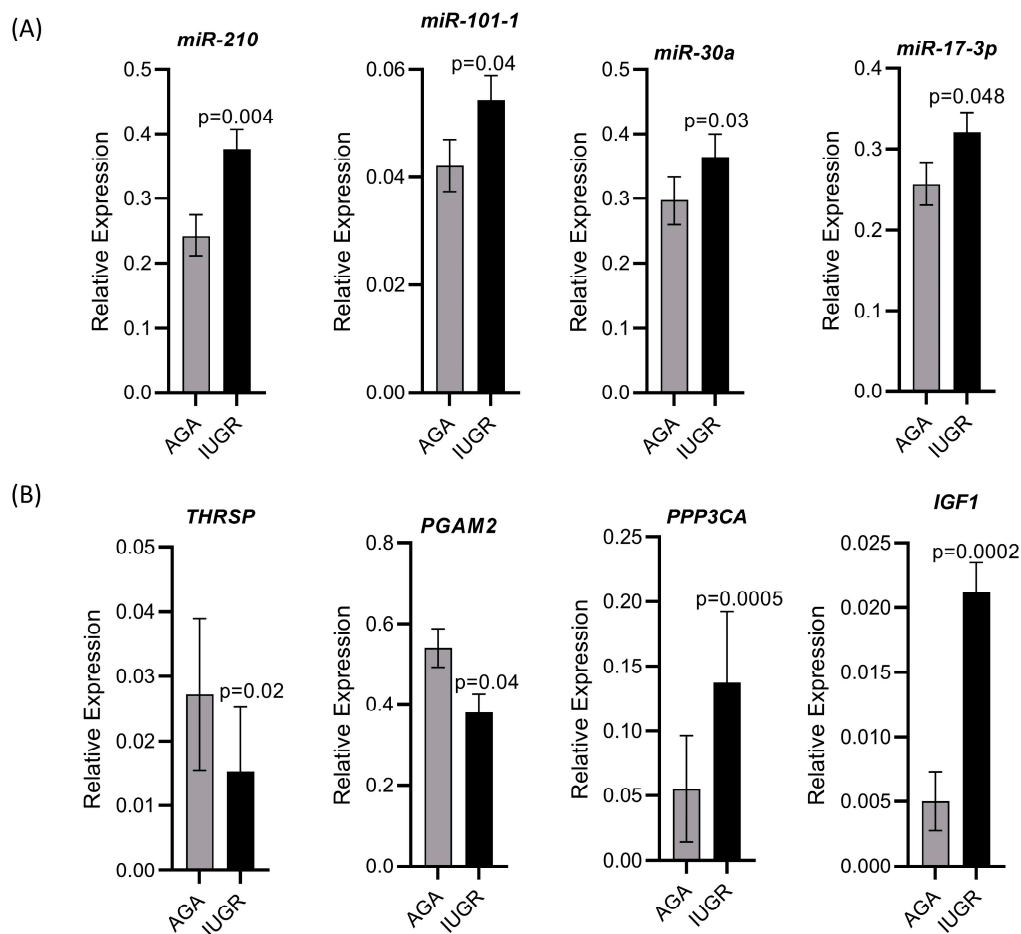 (A)
miR-210
Relative Expression
0.5
0.4
0.3
0.2
0.1
0.0
p=0.004
AGA
IUGR
miR-101-1
Relative Expression
0.06
0.04
0.02
0.00
p=0.04
AGA
IUGR
miR-30a
Relative Expression
0.5
0.4
0.3
0.2
0.1
0.0
p=0.03
AGA
IUGR
miR-17-3p
Relative Expression
0.4
0.3
0.2
0.1
0.0
p=0.048
AGA
IUGR
(B)
THRSP
Relative Expression
0.05
0.04
0.03
0.02
0.01
0.00
p=0.02
AGA
IUGR
PGAM2
Relative Expression
0.8
0.6
0.4
0.2
0.0
p=0.04
AGA
IUGR
PPP3CA
Relative Expression
0.25
0.20
0.15
0.10
0.05
0.00
p=0.0005
AGA
IUGR
IGF1
Relative Expression
0.025
0.020
0.015
0.010
0.005
0.000
p=0.0002
AGA
IUGR